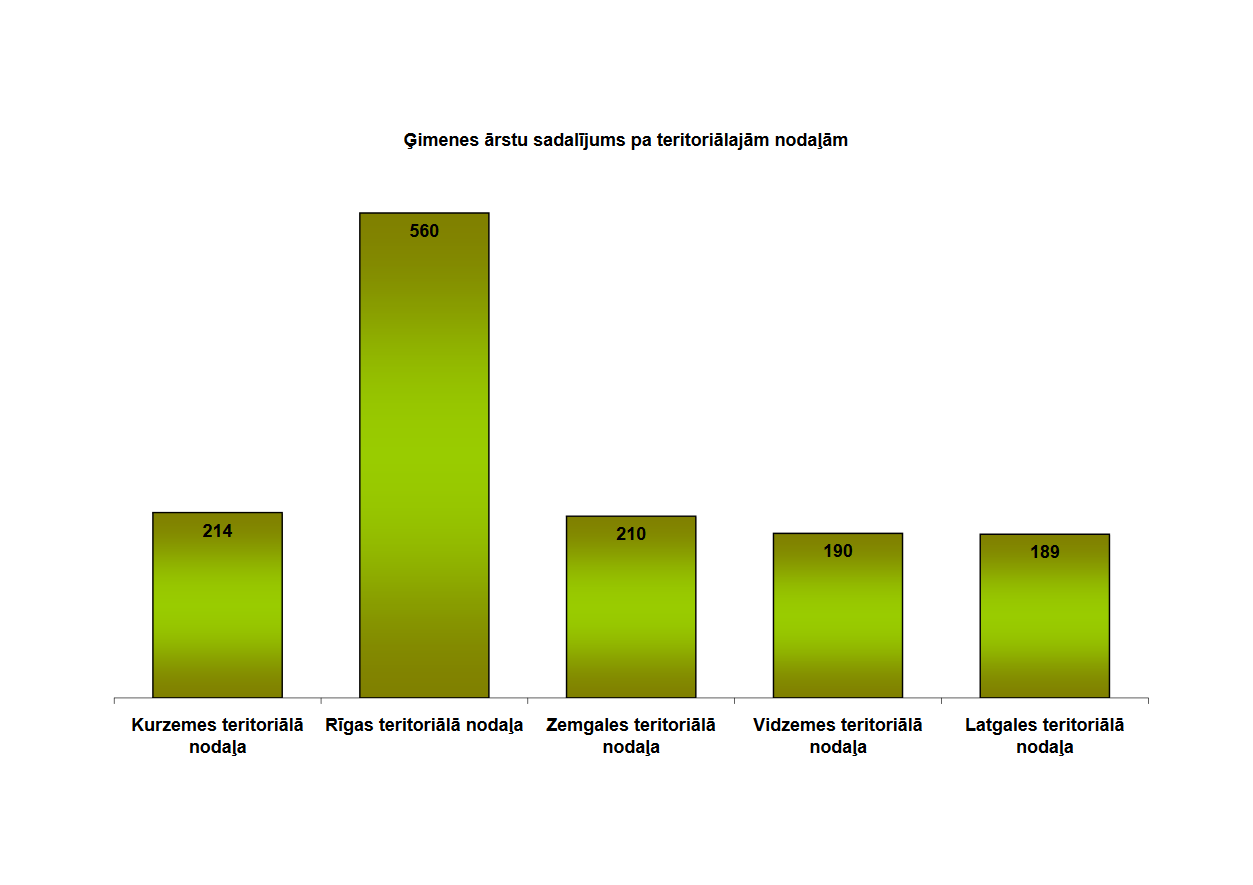 Ģimenes ārstu sadalījums pa teritoriālajām nodaļām
560
214
210
190
189
Kurzemes teritoriālā
nodaļa
Rīgas teritoriālā nodaļa
Zemgales teritoriālā
nodaļa
Vidzemes teritoriālā
nodaļa
Latgales teritoriālā
nodaļa